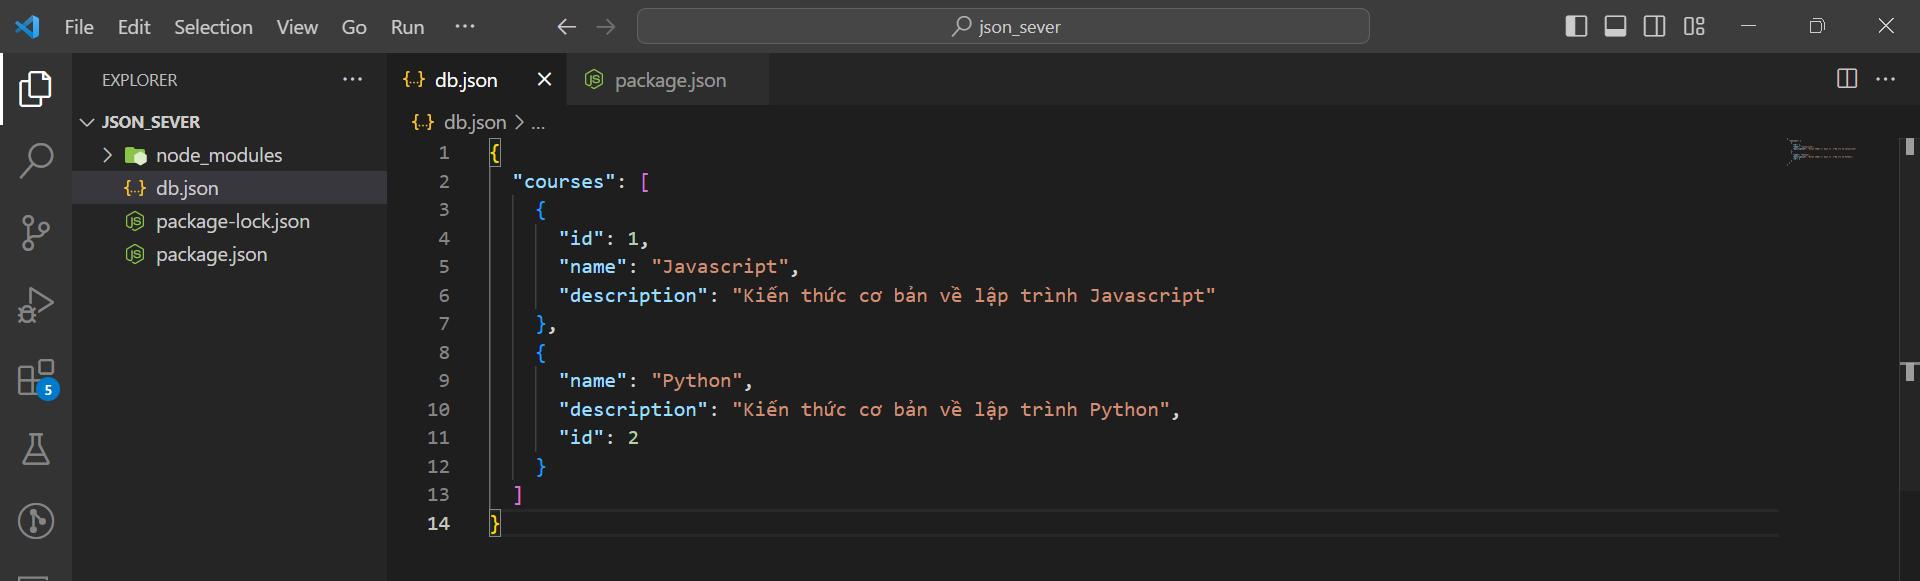 File Edit Selection View Go Run ··· json_sever
EXPLORER ···
JSON_SEVER
node_modules
{..} db.json
JS package-lock.json
JS package.json
5
{..} db.json JS package.json ···
{..} db.json > ...
1 {
2 "courses": [
3 {
4 "id": 1,
5 "name": "Javascript",
6 "description": "Kiến thức cơ bản về lập trình Javascript"
7 },
8 {
9 "name": "Python",
10 "description": "Kiến thức cơ bản về lập trình Python",
11 "id": 2
12 }
13 ]
14 }